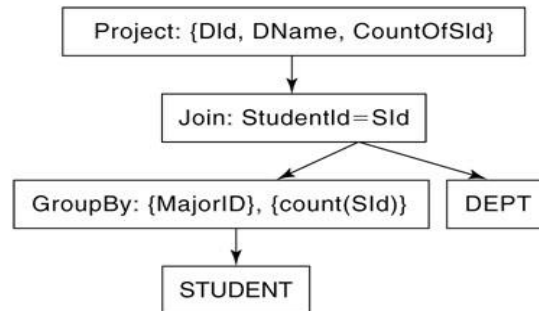 Project: {DId, DName, CountOfSId}
Join: StudentId=SId
GroupBy: {MajorID}, {count(SId)}
DEPT
STUDENT